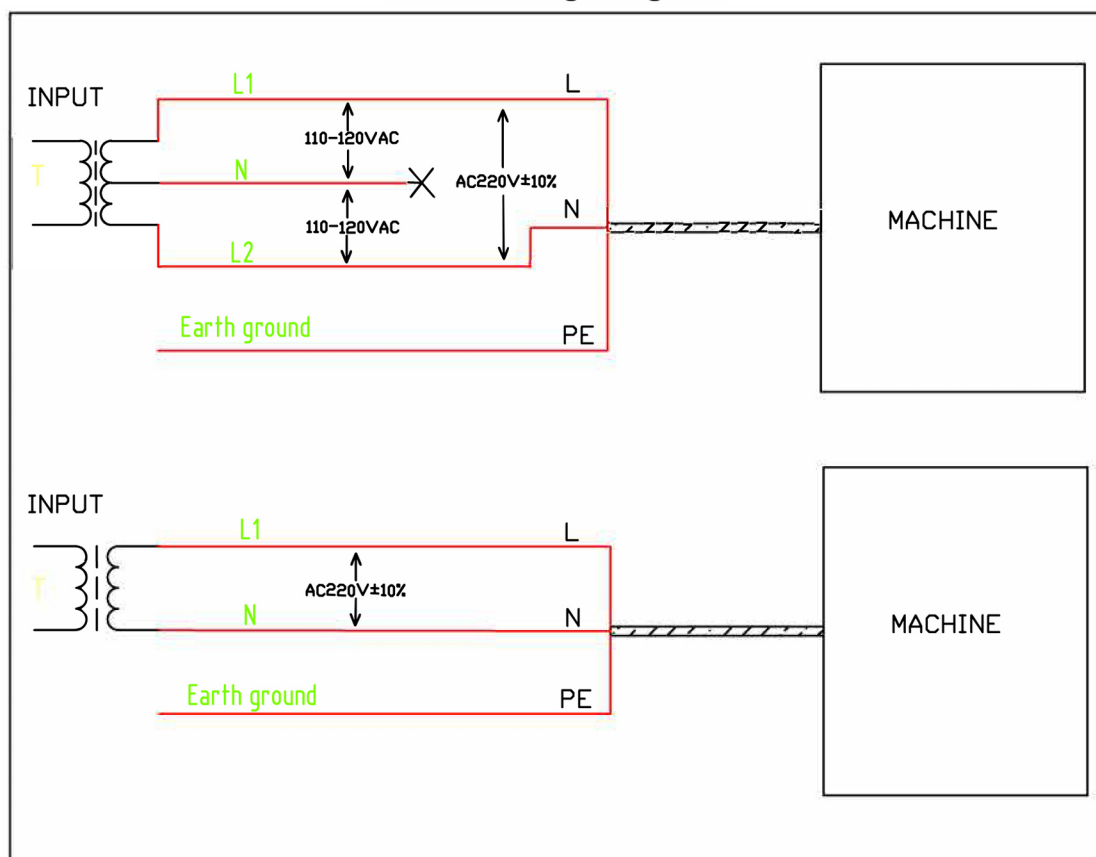 INPUT
T
L1
L
110-120VAC
N
AC220V±10%
N
110-120VAC
L2
Earth ground
PE
MACHINE
INPUT
T
L1
L
AC220V±10%
N
N
Earth ground
PE
MACHINE